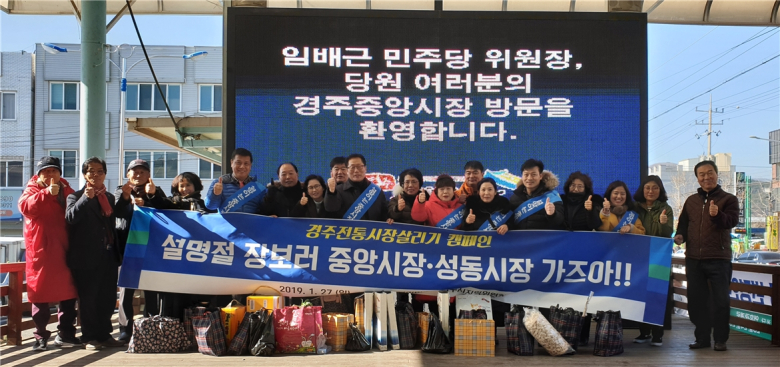 임배근 민주당 위원장,
당원 여러분의
경주중앙시장 방문을
환영합니다.
경주전통시장살리기 캠페인
설명절 장보러 중앙시장·성동시장 가즈아!!
2019. 1. 27